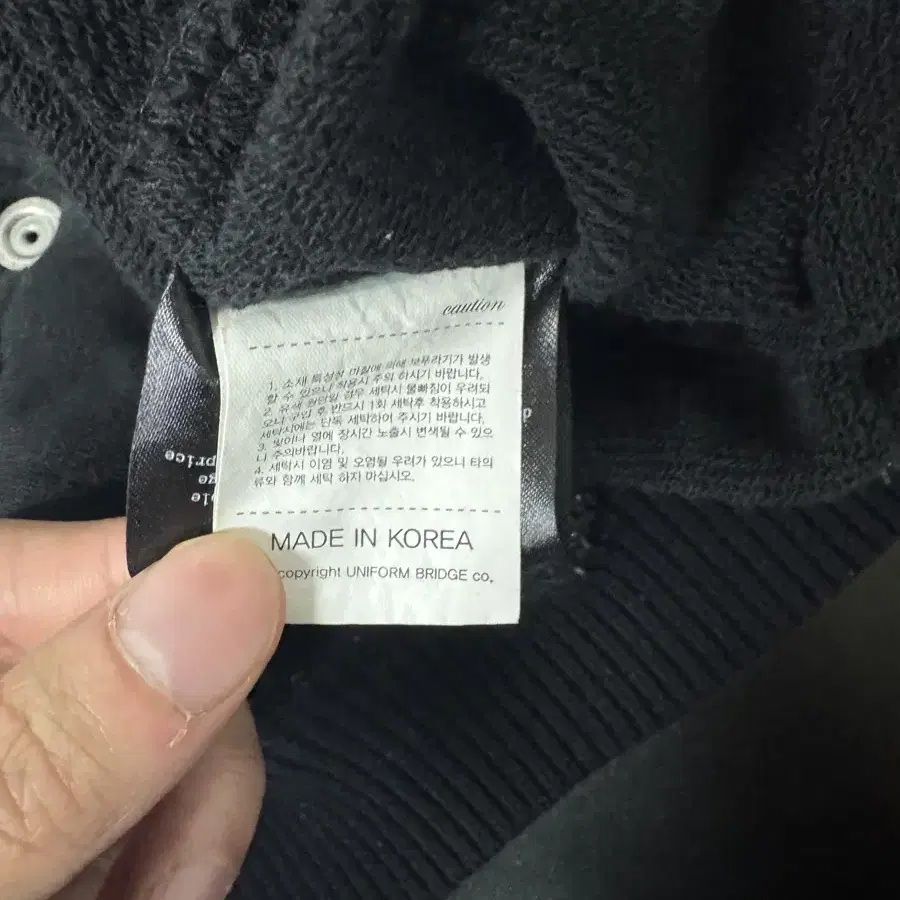 caution
1. 소재 특성상 마찰에 의해 보푸라기가 발생
할 수 있으니 착용시 주의 하시기 바랍니다.
2. 유색 원단일 경우 세탁시 물빠짐이 우려되
오니 구입 후 반드시 1회 세탁후 착용하시고
세탁시에는 단독 세탁하여 주시기 바랍니다.
3. 빛이나 열에 장시간 노출시 변색될 수 있으
니 주의바랍니다.
4. 세탁시 이염 및 오염될 우려가 있으니 타의
류와 함께 세탁 하지 마십시오.
MADE IN KOREA
copyright UNIFORM BRIDGE co.
price